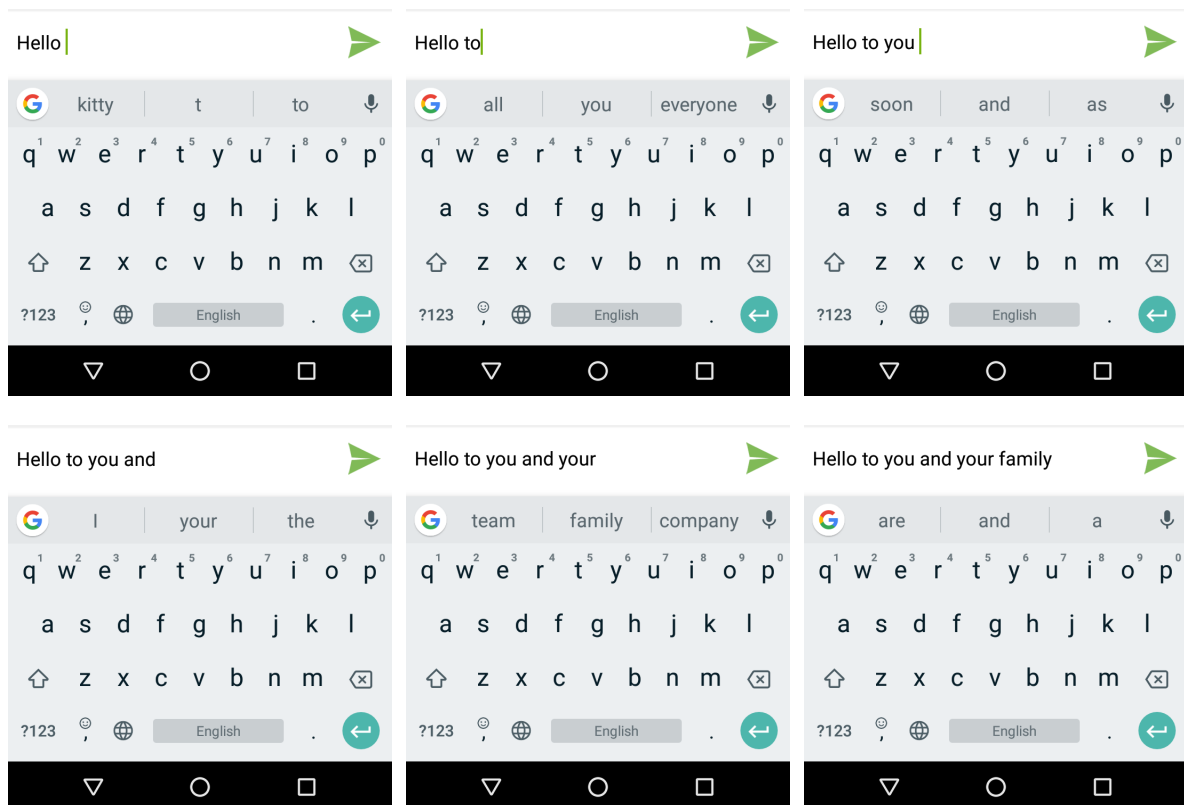 Hello
G kitty t to
q1 w2 e3 r4 t5 y6 u7 i8 o9 p0
a s d f g h j k l
z x c v b n m
?123 , English .
Hello to
G all you everyone
q1 w2 e3 r4 t5 y6 u7 i8 o9 p0
a s d f g h j k l
z x c v b n m
?123 , English .
Hello to you
G soon and as
q1 w2 e3 r4 t5 y6 u7 i8 o9 p0
a s d f g h j k l
z x c v b n m
?123 , English .
Hello to you and
G I your the
q1 w2 e3 r4 t5 y6 u7 i8 o9 p0
a s d f g h j k l
z x c v b n m
?123 , English .
Hello to you and your
G team family company
q1 w2 e3 r4 t5 y6 u7 i8 o9 p0
a s d f g h j k l
z x c v b n m
?123 , English .
Hello to you and your family
G are and a
q1 w2 e3 r4 t5 y6 u7 i8 o9 p0
a s d f g h j k l
z x c v b n m
?123 , English .